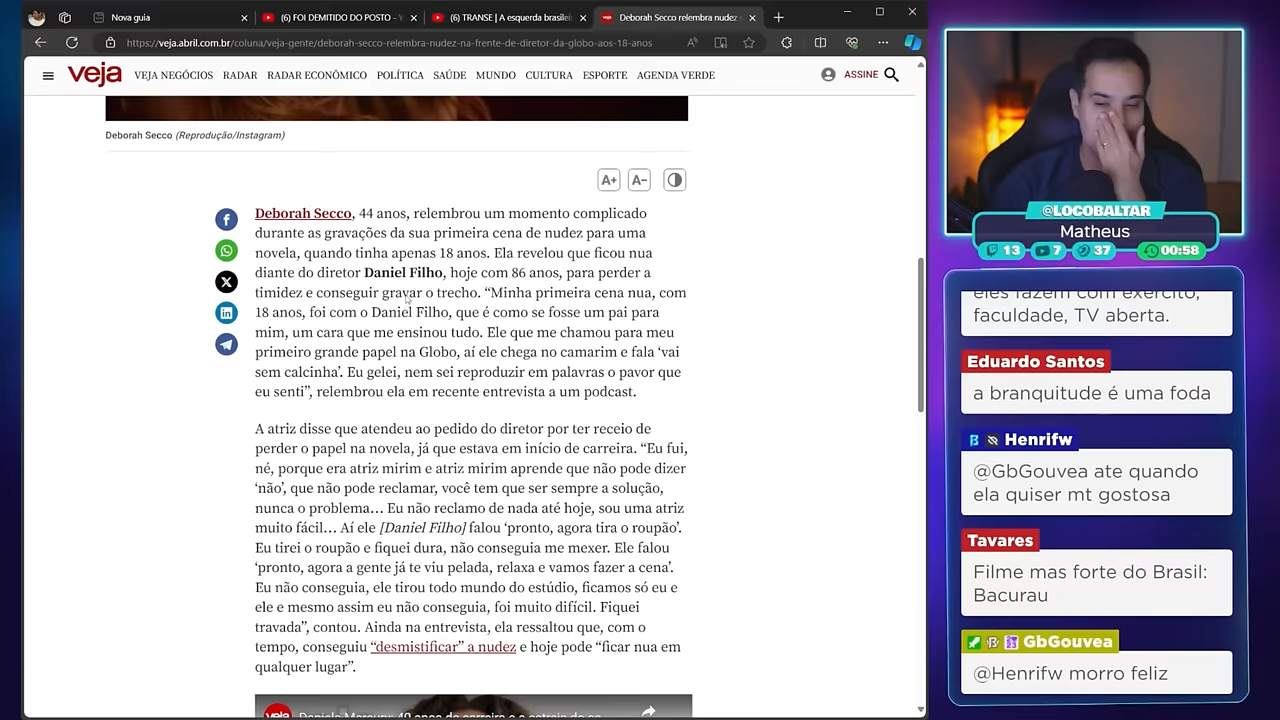 Nova guia
(6) FOI DEMITIDO DO POSTO -
(6) TRANSE | A esquerda brasilei
Deborah Secco relembra nudez
https://veja.abril.com.br/coluna/veja-gente/deborah-secco-relembra-nudez-na-frente-de-diretor-da-globo-aos-18-anos
veja
VEJA NEGÓCIOS RADAR RADAR ECONÔMICO POLÍTICA SAÚDE MUNDO CULTURA ESPORTE AGENDA VERDE
ASSINE
Deborah Secco (Reprodução/Instagram)
A+ A-
Deborah Secco, 44 anos, relembrou um momento complicado
durante as gravações da sua primeira cena de nudez para uma
novela, quando tinha apenas 18 anos. Ela revelou que ficou nua
diante do diretor Daniel Filho, hoje com 86 anos, para perder a
timidez e conseguir gravar o trecho. “Minha primeira cena nua, com
18 anos, foi com o Daniel Filho, que é como se fosse um pai para
mim, um cara que me ensinou tudo. Ele que me chamou para meu
primeiro grande papel na Globo, aí ele chega no camarim e fala ‘vai
sem calcinha’. Eu gelei, nem sei reproduzir em palavras o pavor que
eu senti”, relembrou ela em recente entrevista a um podcast.
A atriz disse que atendeu ao pedido do diretor por ter receio de
perder o papel na novela, já que estava em início de carreira. “Eu fui,
né, porque era atriz mirim e atriz mirim aprende que não pode dizer
‘não’, que não pode reclamar, você tem que ser sempre a solução,
nunca o problema... Eu não reclamo de nada até hoje, sou uma atriz
muito fácil... Aí ele [Daniel Filho] falou ‘pronto, agora tira o roupão’.
Eu tirei o roupão e fiquei dura, não conseguia me mexer. Ele falou
‘pronto, agora a gente já te viu pelada, relaxa e vamos fazer a cena’.
Eu não conseguia, ele tirou todo mundo do estúdio, ficamos só eu e
ele e mesmo assim eu não conseguia, foi muito difícil. Fiquei
travada”, contou. Ainda na entrevista, ela ressaltou que, com o
tempo, conseguiu “desmistificar” a nudez e hoje pode “ficar nua em
qualquer lugar”.
veja
@LOCOBALTAR
Matheus
13 7 37 00:58
eles fazem com exército,
faculdade, TV aberta.
Eduardo Santos
a branquitude é uma foda
Henrifw
@GbGouvea ate quando
ela quiser mt gostosa
Tavares
Filme mas forte do Brasil:
Bacurau
GbGouvea
@Henrifw morro feliz